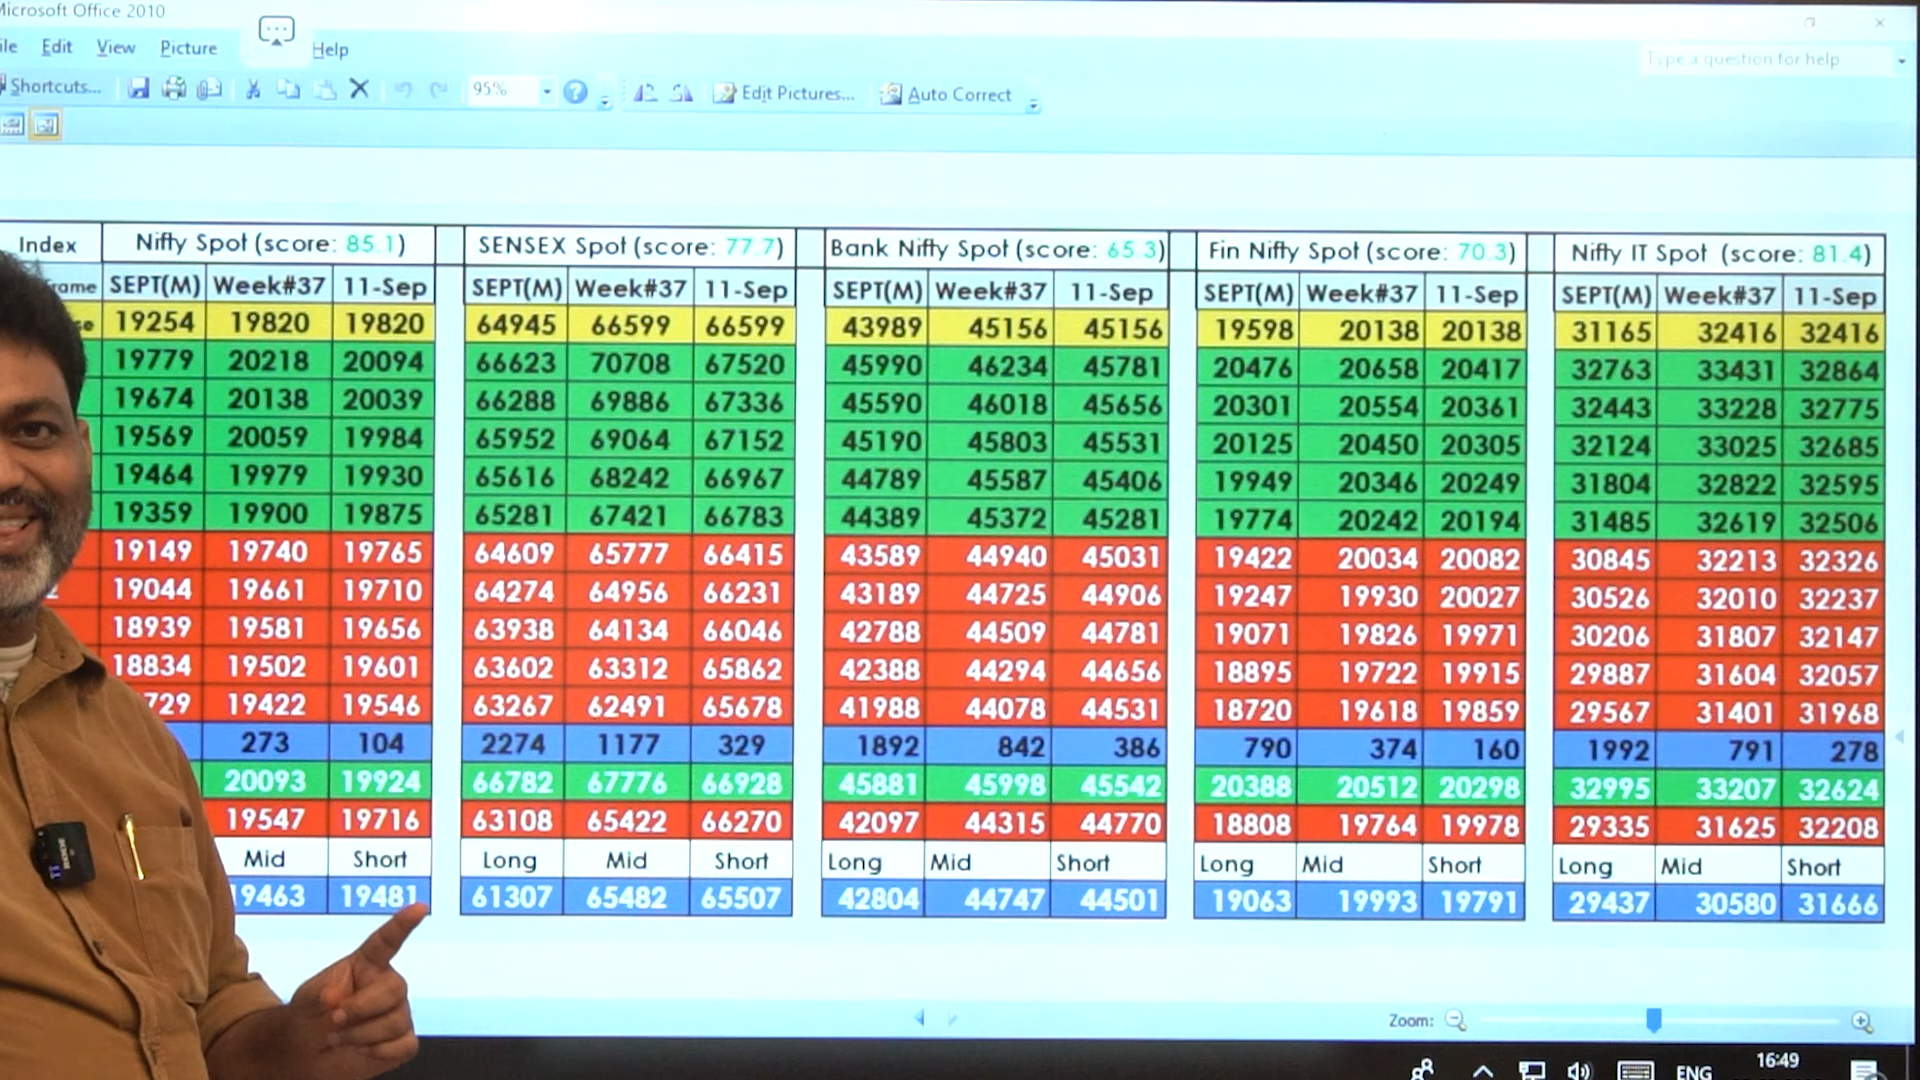 Microsoft Office 2010
Edit View Picture Help
Type a question for help
Shortcuts... 95% Edit Pictures... Auto Correct
Index Nifty Spot (score: 85.1) SENSEX Spot (score: 77.7) Bank Nifty Spot (score: 65.3) Fin Nifty Spot (score: 70.3) Nifty IT Spot (score: 81.4)
SEPT(M) Week#37 11-Sep SEPT(M) Week#37 11-Sep SEPT(M) Week#37 11-Sep SEPT(M) Week#37 11-Sep SEPT(M) Week#37 11-Sep
19254 19820 19820 64945 66599 66599 43989 45156 45156 19598 20138 20138 31165 32416 32416
19779 20218 20094 66623 70708 67520 45990 46234 45781 20476 20658 20417 32763 33431 32864
19674 20138 20039 66288 69886 67336 45590 46018 45656 20301 20554 20361 32443 33228 32775
19569 20059 19984 65952 69064 67152 45190 45803 45531 20125 20450 20305 32124 33025 32685
19464 19979 19930 65616 68242 66967 44789 45587 45406 19949 20346 20249 31804 32822 32595
19359 19900 19875 65281 67421 66783 44389 45372 45281 19774 20242 20194 31485 32619 32506
19149 19740 19765 64609 65777 66415 43589 44940 45031 19422 20034 20082 30845 32213 32326
19044 19661 19710 64274 64956 66231 43189 44725 44906 19247 19930 20027 30526 32010 32237
18939 19581 19656 63938 64134 66046 42788 44509 44781 19071 19826 19971 30206 31807 32147
18834 19502 19601 63602 63312 65862 42388 44294 44656 18895 19722 19915 29887 31604 32057
729 19422 19546 63267 62491 65678 41988 44078 44531 18720 19618 19859 29567 31401 31968
273 104 2274 1177 329 1892 842 386 790 374 160 1992 791 278
20093 19924 66782 67776 66928 45881 45998 45542 20388 20512 20298 32995 33207 32624
19547 19716 63108 65422 66270 42097 44315 44770 18808 19764 19978 29335 31625 32208
Mid Short Long Mid Short Long Mid Short Long Mid Short Long Mid Short
19463 19481 61307 65482 65507 42804 44747 44501 19063 19993 19791 29437 30580 31666
Zoom:
ENG 16:49